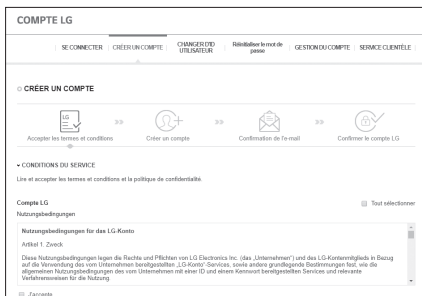 COMPTE LG
SE CONNECTER
CRÉER UN COMPTE
CHANGER D'ID
UTILISATEUR
Réinitialiser le mot de
passe
GESTION DU COMPTE
SERVICE CLIENTÈLE
CRÉER UN COMPTE
LG
Accepter les termes et conditions
Créer un compte
Confirmation de l'e-mail
Confirmer le compte LG
CONDITIONS DU SERVICE
Lire et accepter les termes et conditions et la politique de confidentialité.
Compte LG
Tout sélectionner
Nutzungsbedingungen
Nutzungsbedingungen für das LG-Konto
Artikel 1. Zweck
Diese Nutzungsbedingungen legen die Rechte und Pflichten von LG Electronics Inc. (das „Unternehmen") und das LG-Kontenmitglieds in Bezug
auf die Verwendung des vom Unternehmen bereitgestellten „LG-Konto"-Services, sowie andere grundlegende Bestimmungen fest, wie die
allgemeinen Nutzungsbedingungen des vom Unternehmen mit einer ID und einem Kennwort bereitgestellten Services und relevante
Verfahrensweisen für die Nutzung.
J'accepte